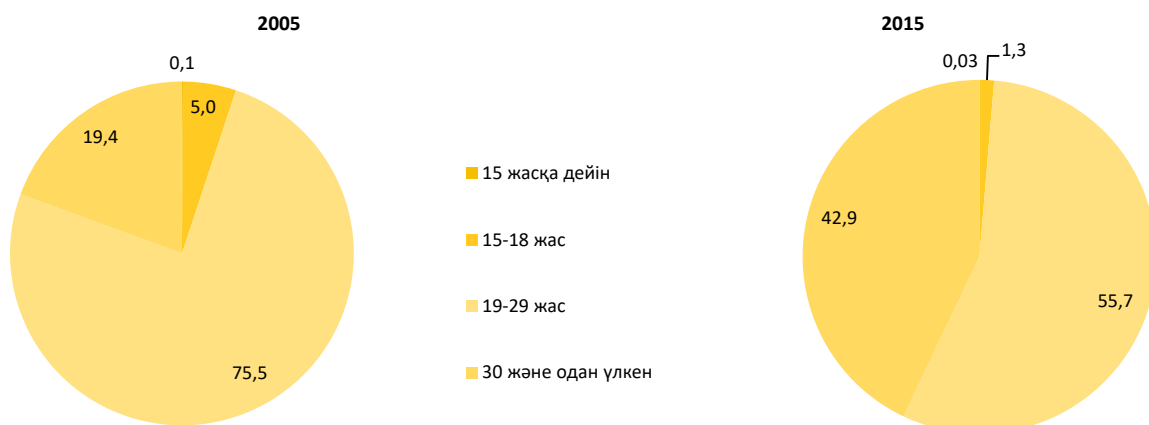 2005
0,1
5,0
19,4
75,5
15 жасқа дейін
15-18 жас
19-29 жас
30 және одан үлкен
2015
0,03
1,3
42,9
55,7